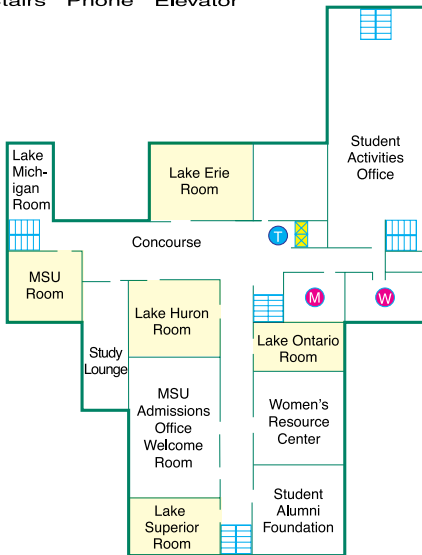 Phone Elevator
Student
Activities
Office
Lake
Mich-
igan
Room
Lake Erie
Room
Concourse
T
MSU
Room
Lake Huron
Room
M
W
Lake Ontario
Room
Study
Lounge
MSU
Admissions
Office
Welcome
Room
Women's
Resource
Center
Lake
Superior
Room
Student
Alumni
Foundation